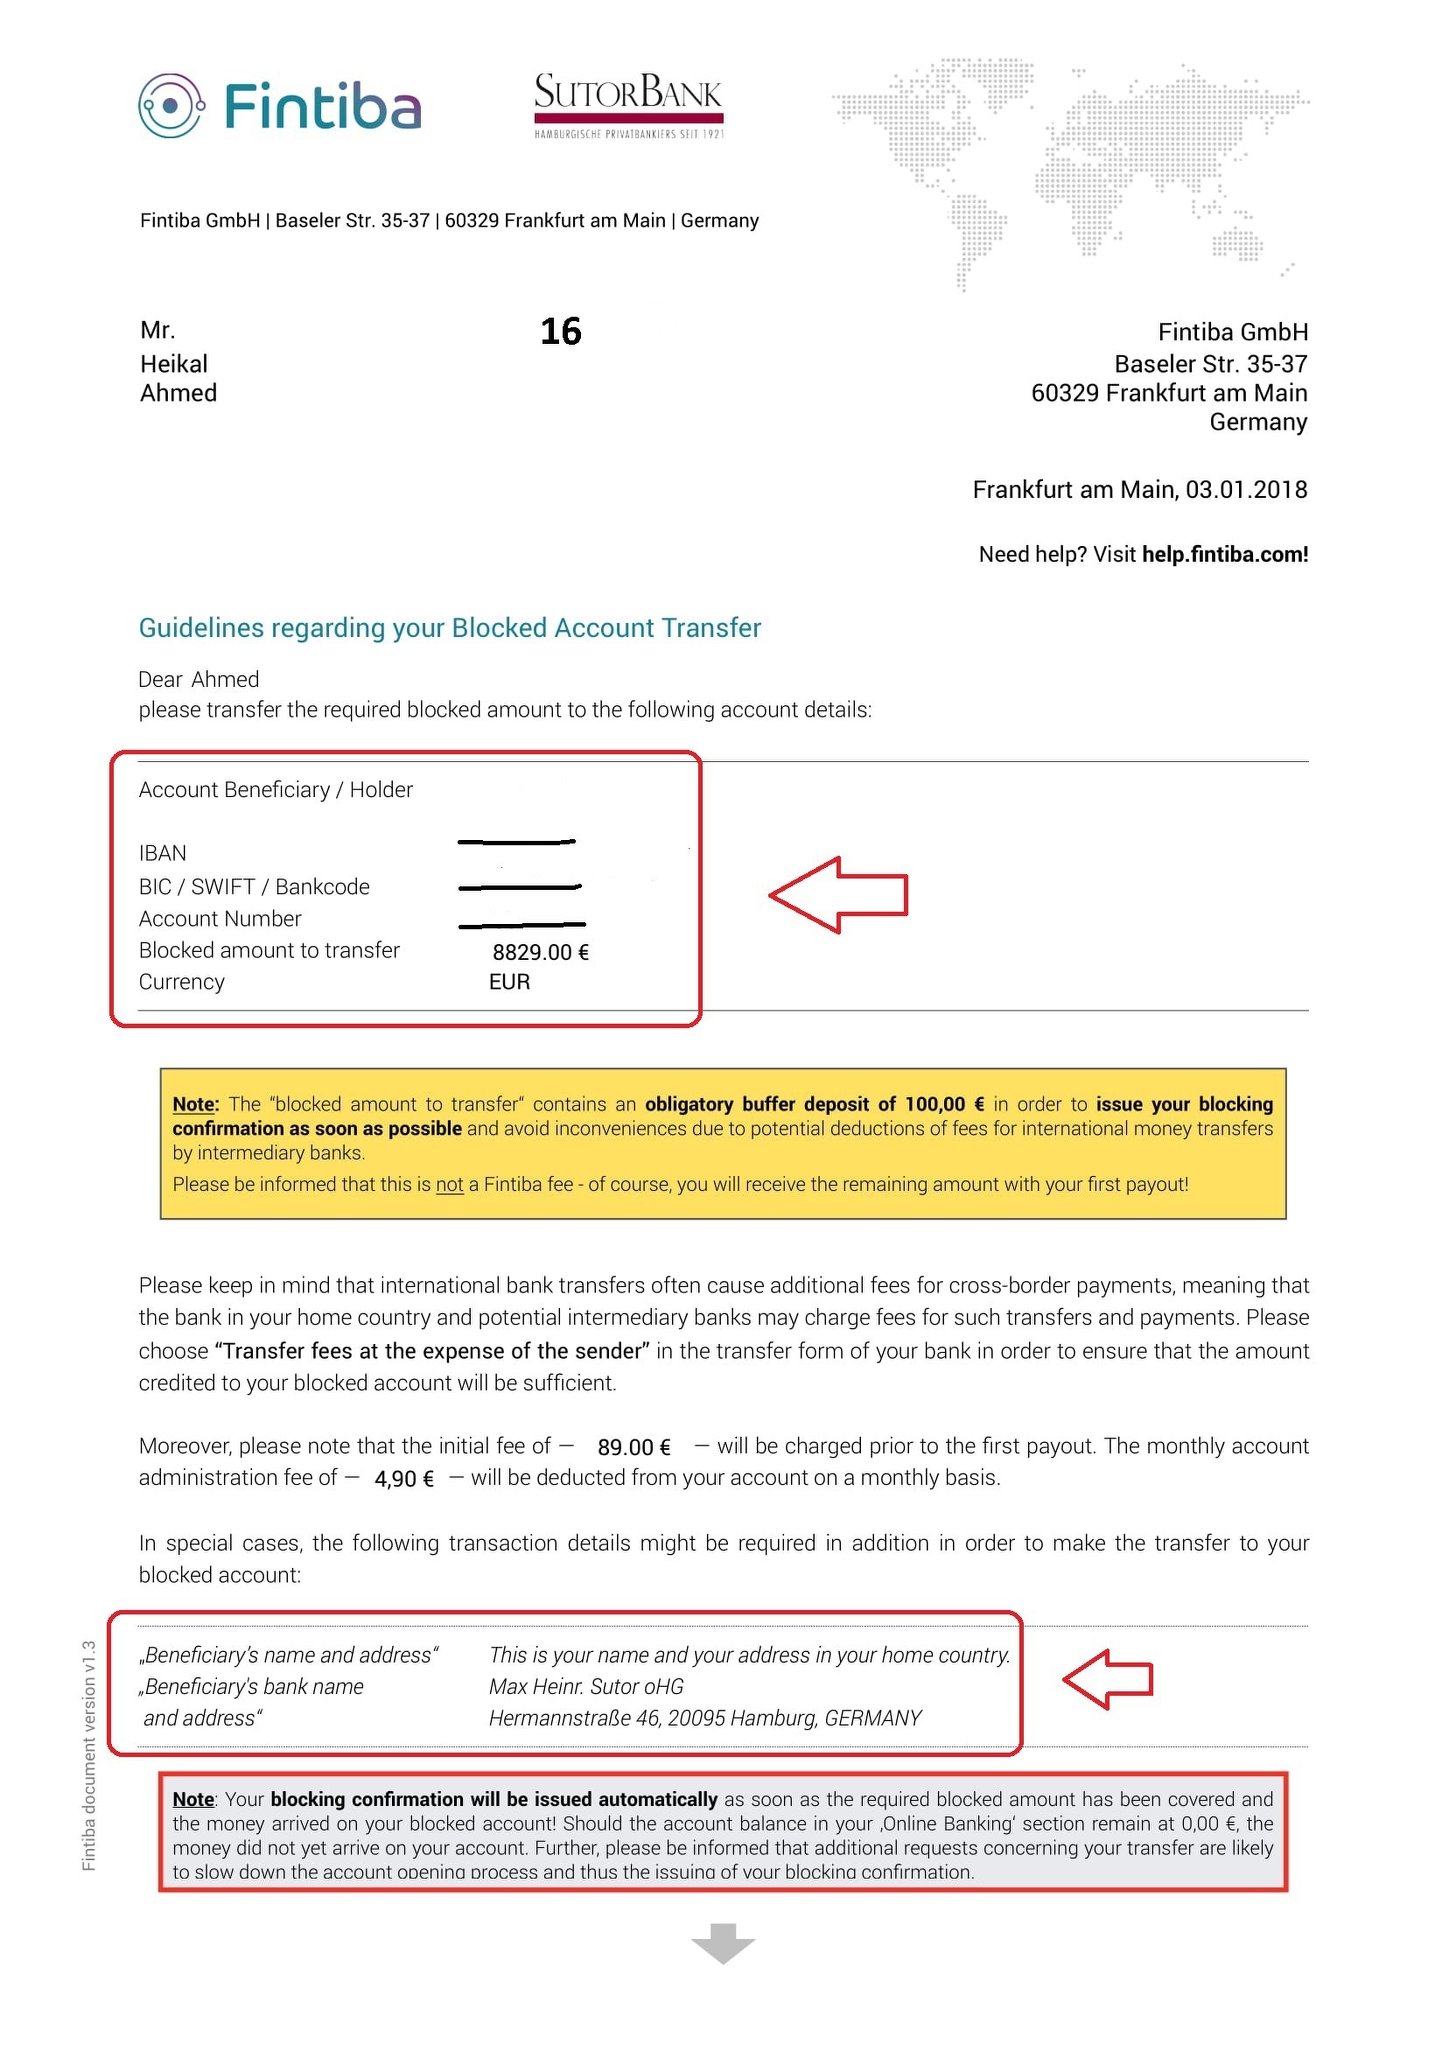 Fintiba
SUTORBANK
HAMBURGISCHE PRIVATBANKIERS SEIT 1921
Fintiba GmbH | Baseler Str. 35-37 | 60329 Frankfurt am Main | Germany
Mr.
Heikal
Ahmed
16
Fintiba GmbH
Baseler Str. 35-37
60329 Frankfurt am Main
Germany
Frankfurt am Main, 03.01.2018
Need help? Visit help.fintiba.com!
Guidelines regarding your Blocked Account Transfer
Dear Ahmed
please transfer the required blocked amount to the following account details:
Account Beneficiary / Holder
IBAN
BIC / SWIFT / Bankcode
Account Number
Blocked amount to transfer 8829.00 €
Currency EUR
Note: The "blocked amount to transfer“ contains an obligatory buffer deposit of 100,00 € in order to issue your blocking
confirmation as soon as possible and avoid inconveniences due to potential deductions of fees for international money transfers
by intermediary banks.
Please be informed that this is not a Fintiba fee - of course, you will receive the remaining amount with your first payout!
Please keep in mind that international bank transfers often cause additional fees for cross-border payments, meaning that
the bank in your home country and potential intermediary banks may charge fees for such transfers and payments. Please
choose “Transfer fees at the expense of the sender” in the transfer form of your bank in order to ensure that the amount
credited to your blocked account will be sufficient.
Moreover, please note that the initial fee of – 89.00 € – will be charged prior to the first payout. The monthly account
administration fee of – 4,90 € – will be deducted from your account on a monthly basis.
In special cases, the following transaction details might be required in addition in order to make the transfer to your
blocked account:
„Beneficiary's name and address“ This is your name and your address in your home country.
„Beneficiary's bank name Max Heinr. Sutor oHG
and address“ Hermannstraße 46, 20095 Hamburg, GERMANY
Note: Your blocking confirmation will be issued automatically as soon as the required blocked amount has been covered and
the money arrived on your blocked account! Should the account balance in your ‚Online Banking‘ section remain at 0,00 €, the
money did not yet arrive on your account. Further, please be informed that additional requests concerning your transfer are likely
to slow down the account opening process and thus the issuing of your blocking confirmation.
Fintiba document version v1.3